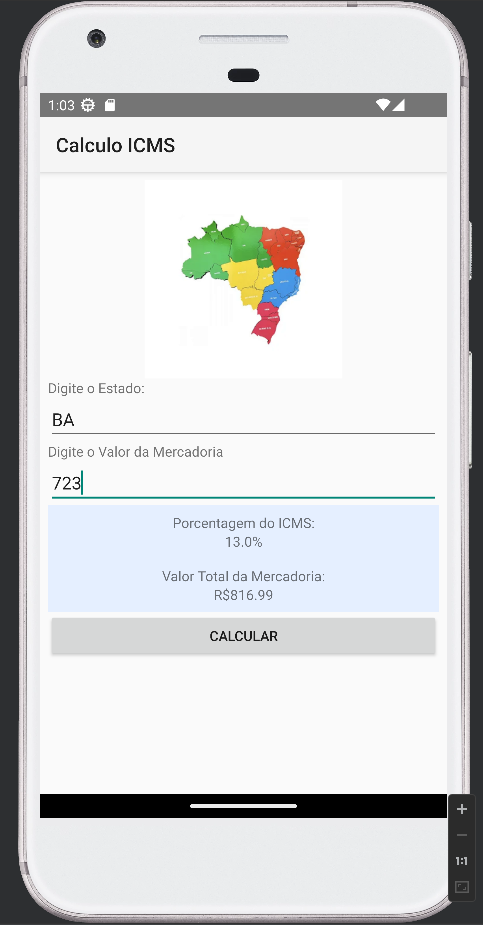 1:03
Calculo ICMS
Digite o Estado:
BA
Digite o Valor da Mercadoria
723
Porcentagem do ICMS:
13.0%
Valor Total da Mercadoria:
R$816.99
CALCULAR
1:1